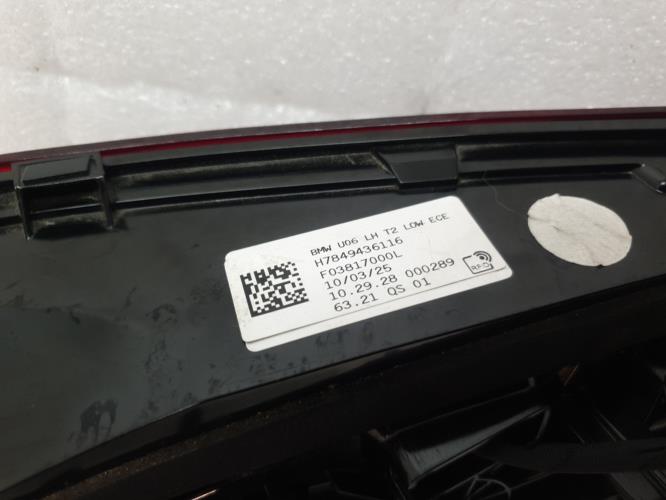 BMW U06 LH T2 LOW ECE
H7849436116
F03817000L
10/03/25
10.29.28 000289
63.21 QS 01
RFID